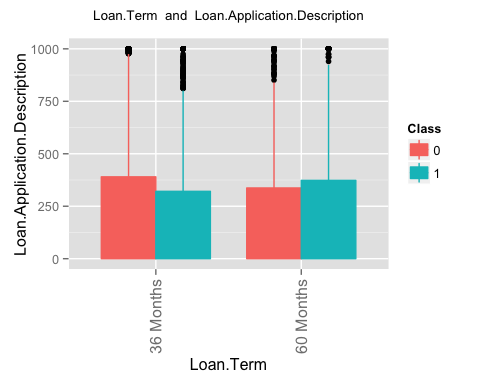 Loan.Term and Loan.Application.Description
Loan.Application.Description
1000
750
500
250
0
36 Months
60 Months
Loan.Term
Class
0
1